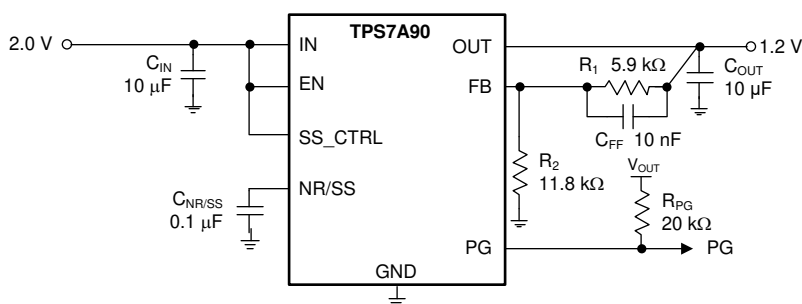 TPS7A90
2.0 V
IN
OUT
1.2 V
C_IN
10 µF
R_1 5.9 kΩ
C_OUT
10 µF
EN
FB
C_FF 10 nF
SS_CTRL
R_2
11.8 kΩ
V_OUT
NR/SS
C_NR/SS
0.1 µF
R_PG
20 kΩ
PG
PG
GND